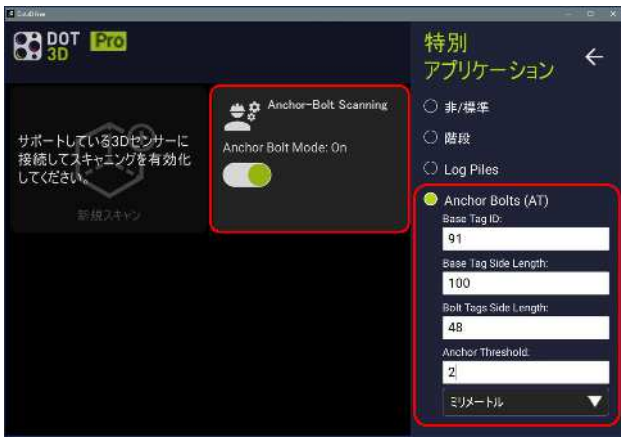 DOT
3D
Pro
特別
アプリケーション
サポートしている3Dセンサーに
接続してスキャニングを有効化
してください。
新規スキャン
Anchor-Bolt Scanning
Anchor Bolt Mode: On
非/標準
階段
Log Piles
Anchor Bolts (AT)
Base Tag ID:
91
Base Tag Side Length:
100
Bolt Tags Side Length:
48
Anchor Threshold:
2
ミリメートル